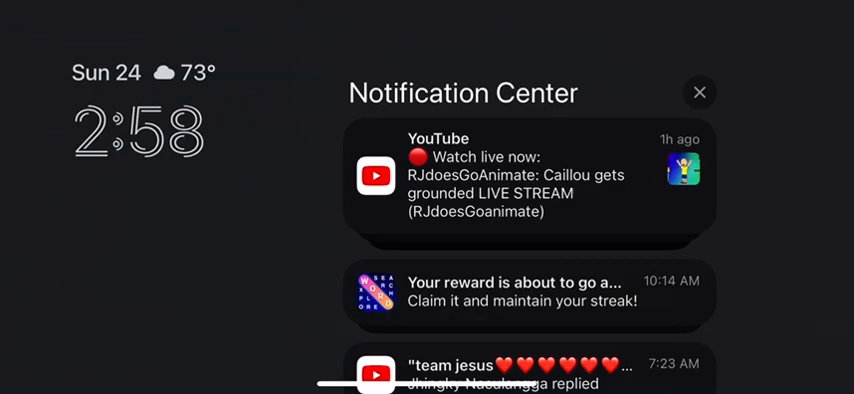 Sun 24 73°
2:58
Notification Center
YouTube 1h ago
🔴 Watch live now:
RJdoesGoAnimate: Caillou gets
grounded LIVE STREAM
(RJdoesGoanimate)
Your reward is about to go a... 10:14 AM
Claim it and maintain your streak!
"team jesus❤️❤️❤️❤️❤️❤️... 7:23 AM
replied